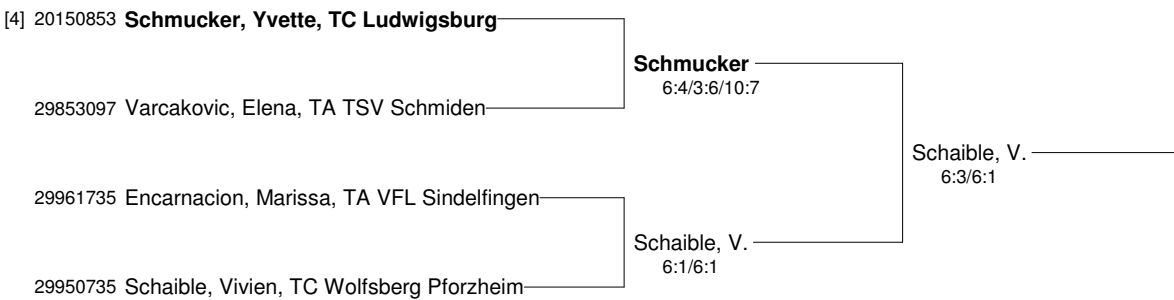 [4] 20150853 Schmucker, Yvette, TC Ludwigsburg
Schmucker
6:4/3:6/10:7
29853097 Varcakovic, Elena, TA TSV Schmiden
Schaible, V.
6:3/6:1
29961735 Encarnacion, Marissa, TA VFL Sindelfingen
Schaible, V.
6:1/6:1
29950735 Schaible, Vivien, TC Wolfsberg Pforzheim